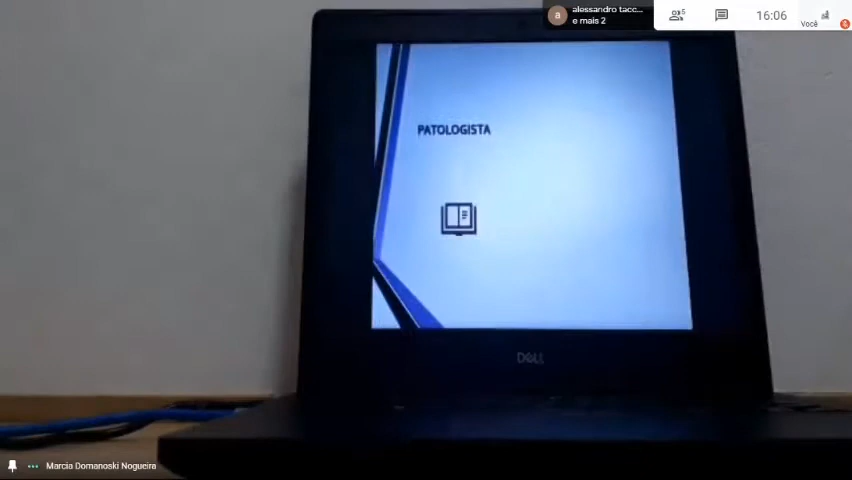 alessandro tacc...
e mais 2
5
16:06
Você
PATOLOGISTA
DELL
Marcia Domanoski Nogueira